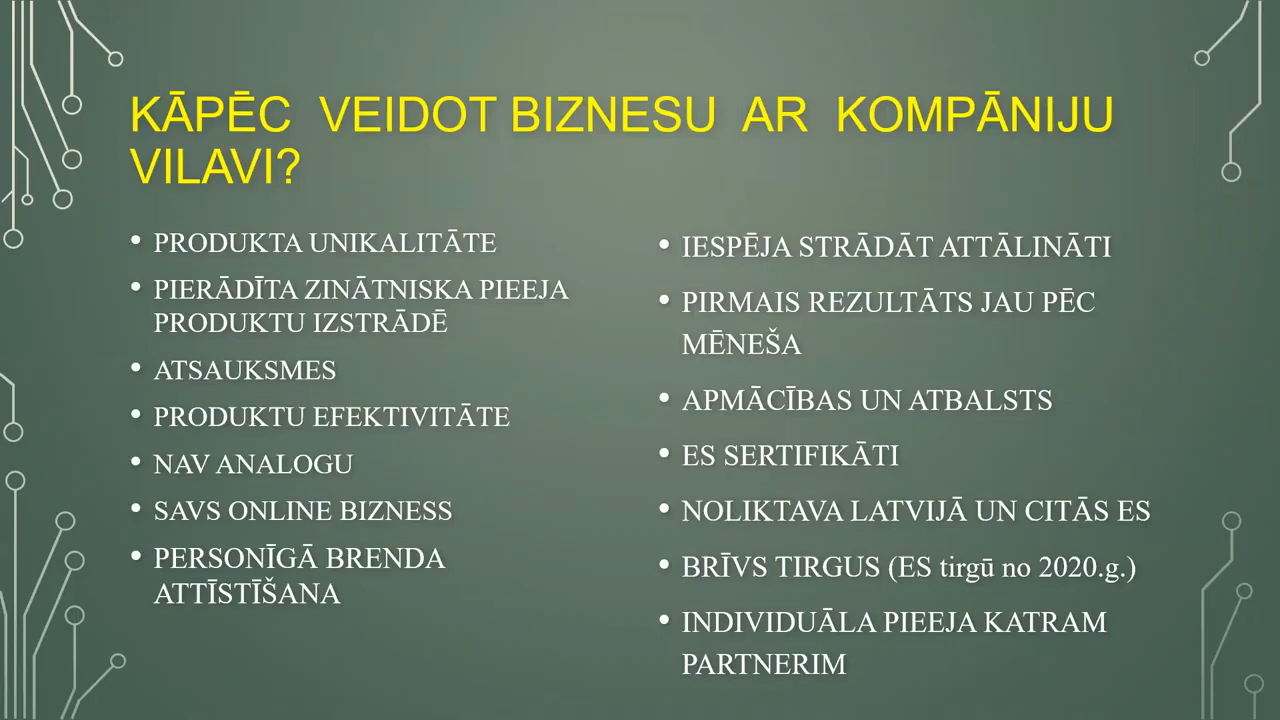 KĀPĒC VEIDOT BIZNESU AR KOMPĀNIJU
VILAVI?
• PRODUKTA UNIKALITĀTE
• PIERĀDĪTA ZINĀTNISKA PIEEJA
PRODUKTU IZSTRĀDĒ
• ATSAUKSMES
• PRODUKTU EFEKTIVITĀTE
• NAV ANALOGU
• SAVS ONLINE BIZNESS
• PERSONĪGĀ BRENDA
ATTĪSTĪŠANA
• IESPĒJA STRĀDĀT ATTĀLINĀTI
• PIRMAIS REZULTĀTS JAU PĒC
MĒNEŠA
• APMĀCĪBAS UN ATBALSTS
• ES SERTIFIKĀTI
• NOLIKTAVA LATVIJĀ UN CITĀS ES
• BRĪVS TIRGUS (ES tirgū no 2020.g.)
• INDIVIDUĀLA PIEEJA KATRAM
PARTNERIM